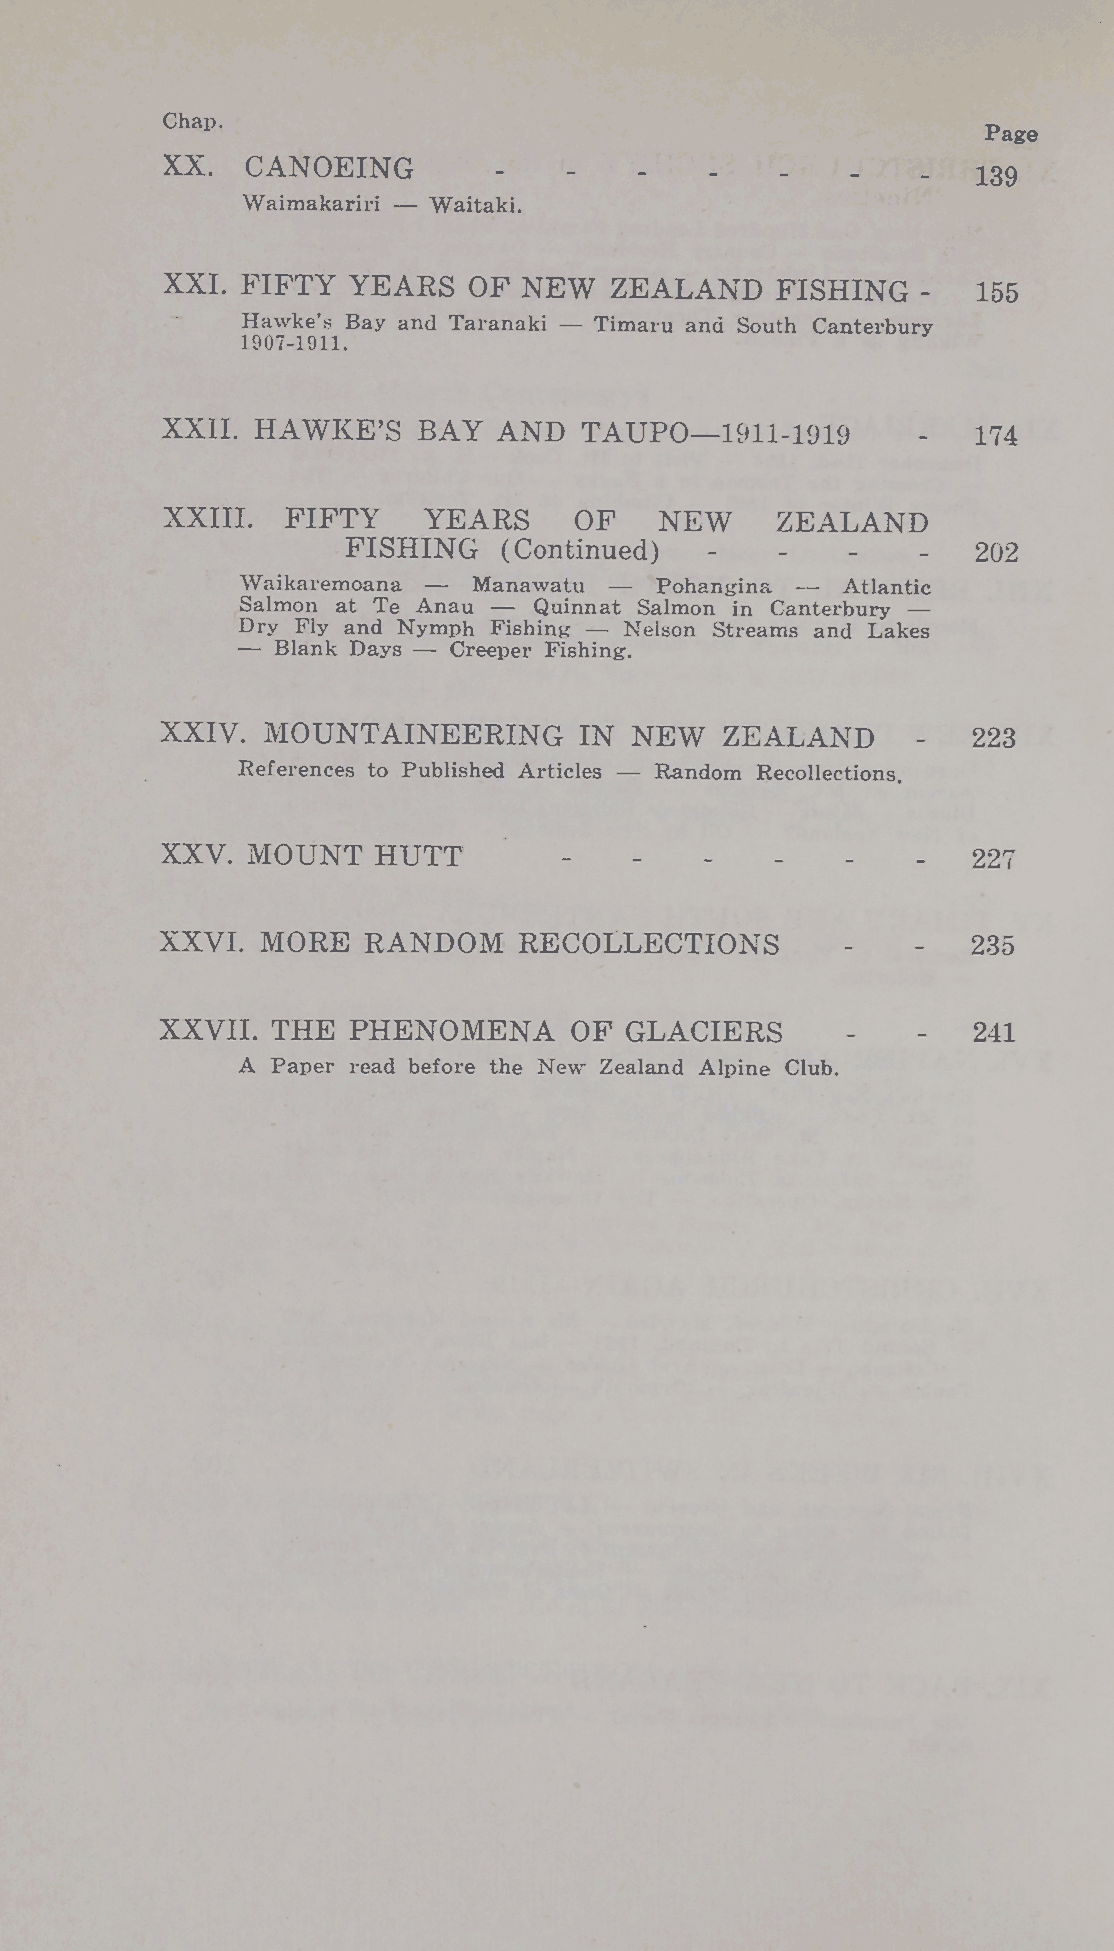 Chap.
Page
XX. CANOEING - - - - - - - 139
Waimakariri — Waitaki.
XXI. FIFTY YEARS OF NEW ZEALAND FISHING - 155
Hawke's Bay and Taranaki — Timaru and South Canterbury
1907-1911.
XXII. HAWKE'S BAY AND TAUPO—1911-1919 - 174
XXIII. FIFTY YEARS OF NEW ZEALAND
FISHING (Continued) - - - - 202
Waikaremoana — Manawatu — Pohangina — Atlantic
Salmon at Te Anau — Quinnat Salmon in Canterbury —
Dry Fly and Nymph Fishing — Nelson Streams and Lakes
— Blank Days — Creeper Fishing.
XXIV. MOUNTAINEERING IN NEW ZEALAND - 223
References to Published Articles — Random Recollections.
XXV. MOUNT HUTT - - - - - - 227
XXVI. MORE RANDOM RECOLLECTIONS - - 235
XXVII. THE PHENOMENA OF GLACIERS - - 241
A Paper read before the New Zealand Alpine Club.